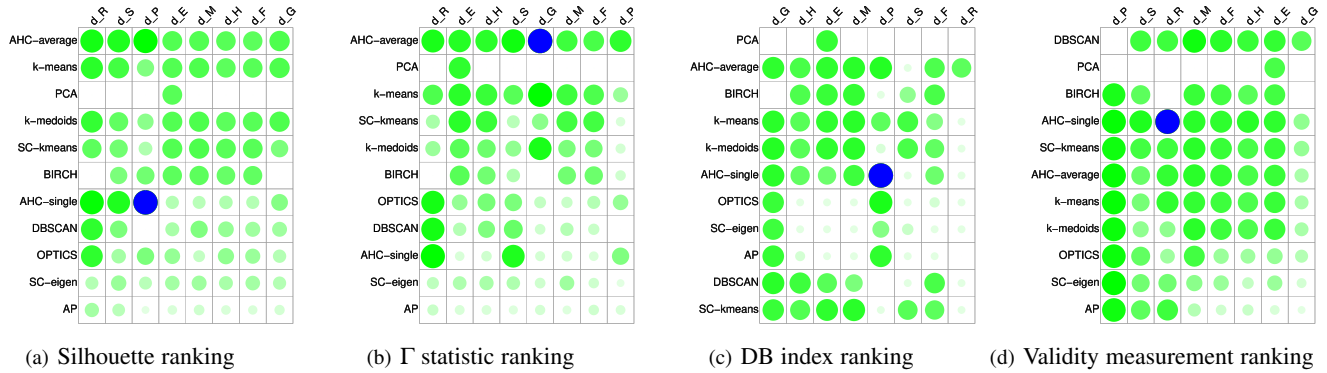 d_R d_S d_P d_E d_M d_H d_F d_G
AHC−average
k−means
PCA
k−medoids
SC−kmeans
BIRCH
AHC−single
DBSCAN
OPTICS
SC−eigen
AP
(a) Silhouette ranking
d_R d_E d_H d_S d_G d_M d_F d_P
AHC−average
PCA
k−means
SC−kmeans
k−medoids
BIRCH
OPTICS
DBSCAN
AHC−single
SC−eigen
AP
(b) Γ statistic ranking
d_G d_H d_E d_M d_P d_S d_F d_R
PCA
AHC−average
BIRCH
k−means
k−medoids
AHC−single
OPTICS
SC−eigen
AP
DBSCAN
SC−kmeans
(c) DB index ranking
d_P d_S d_R d_M d_F d_H d_E d_G
DBSCAN
PCA
BIRCH
AHC−single
SC−kmeans
AHC−average
k−means
k−medoids
OPTICS
SC−eigen
AP
(d) Validity measurement ranking